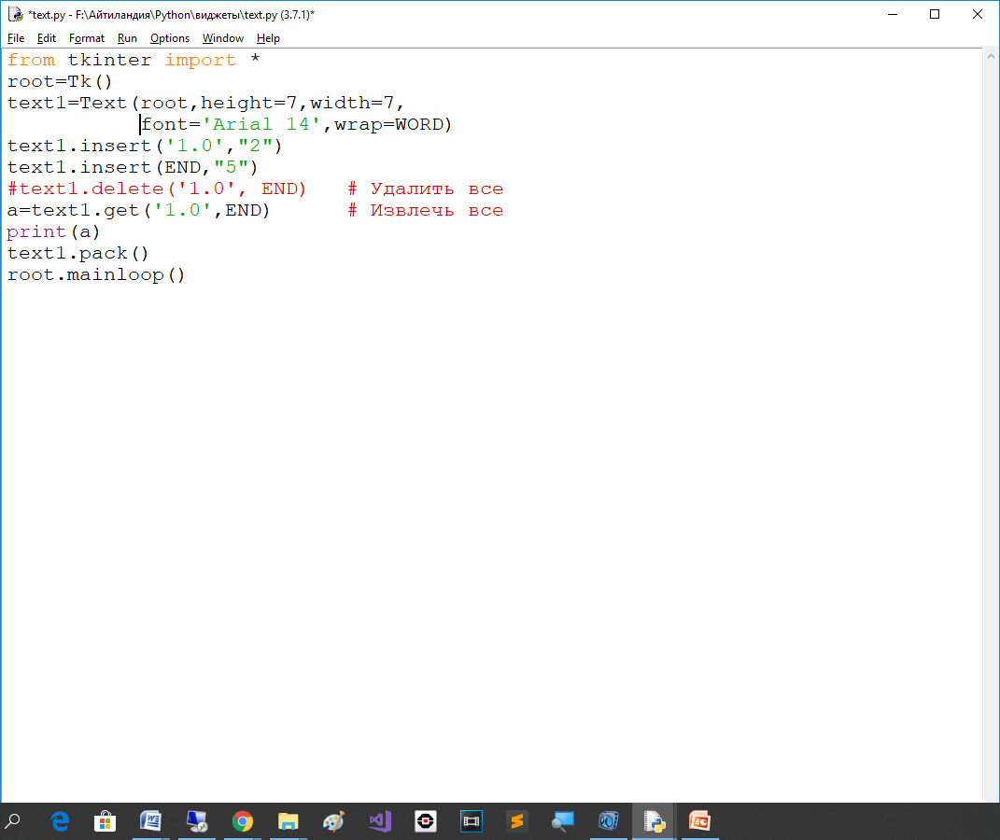 *text.py - F:\Айтиландия\Python\виджеты\text.py (3.7.1)*
File Edit Format Run Options Window Help
from tkinter import *
root=Tk()
text1=Text(root,height=7,width=7,
           font='Arial 14',wrap=WORD)
text1.insert('1.0',"2")
text1.insert(END,"5")
#text1.delete('1.0', END)   # Удалить все
a=text1.get('1.0',END)      # Извлечь все
print(a)
text1.pack()
root.mainloop()